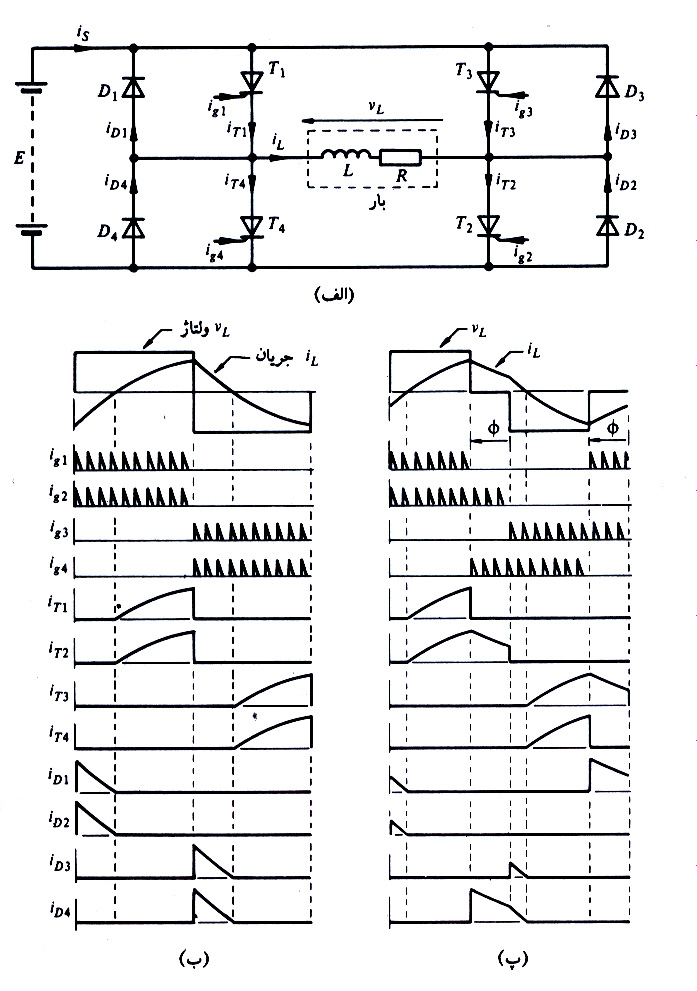 iS
D1 T1 T3 D3
ig1 ig3
vL
iD1 iT1 iL iT3 iD3
E
L R
iD4 iT4 iT2 iD2
بار
D4 T4 T2 D2
ig4 ig2
(الف)
ولتاژ vL
جریان iL
vL
iL
ϕ ϕ
ig1
ig2
ig3
ig4
iT1
iT2
iT3
iT4
iD1
iD2
iD3
iD4
(ب) (پ)